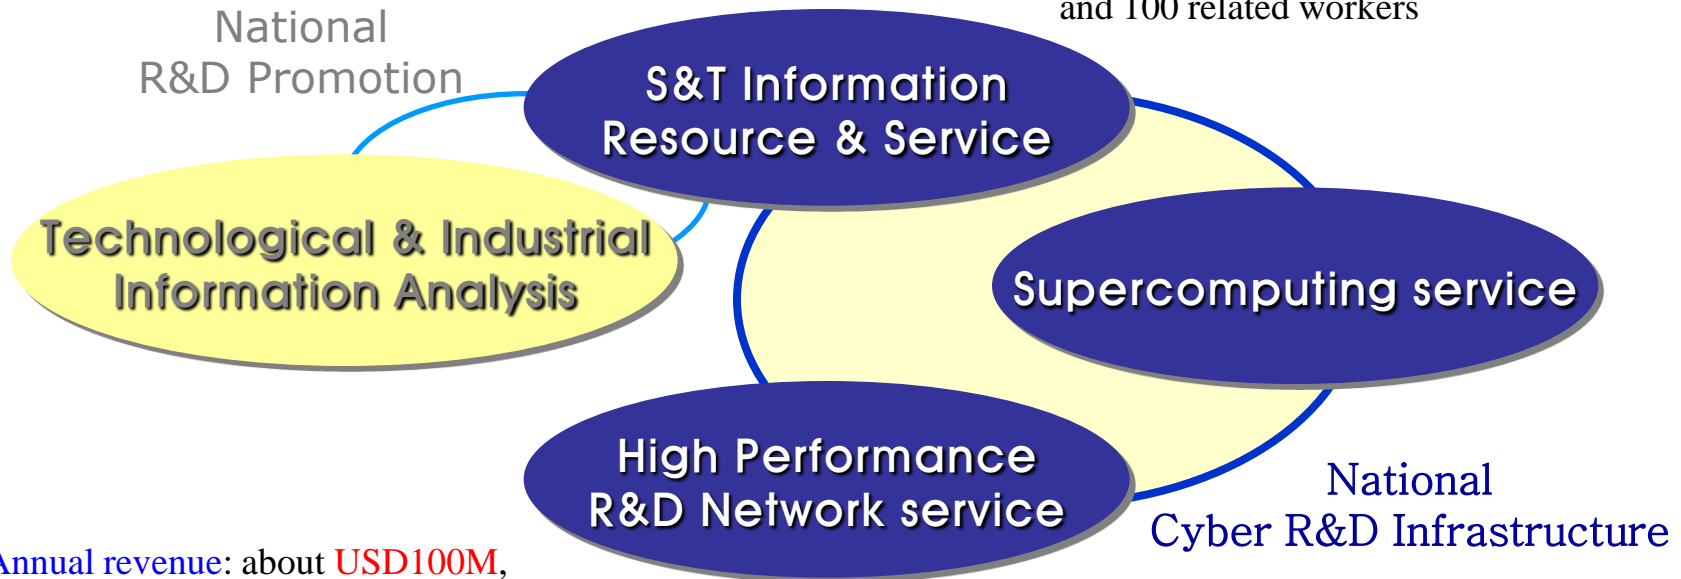 and 100 related workers
National
R&D Promotion
S&T Information
Resource & Service
Technological & Industrial
Information Analysis
Supercomputing service
High Performance
R&D Network service
National
Cyber R&D Infrastructure
Annual revenue: about USD100M,